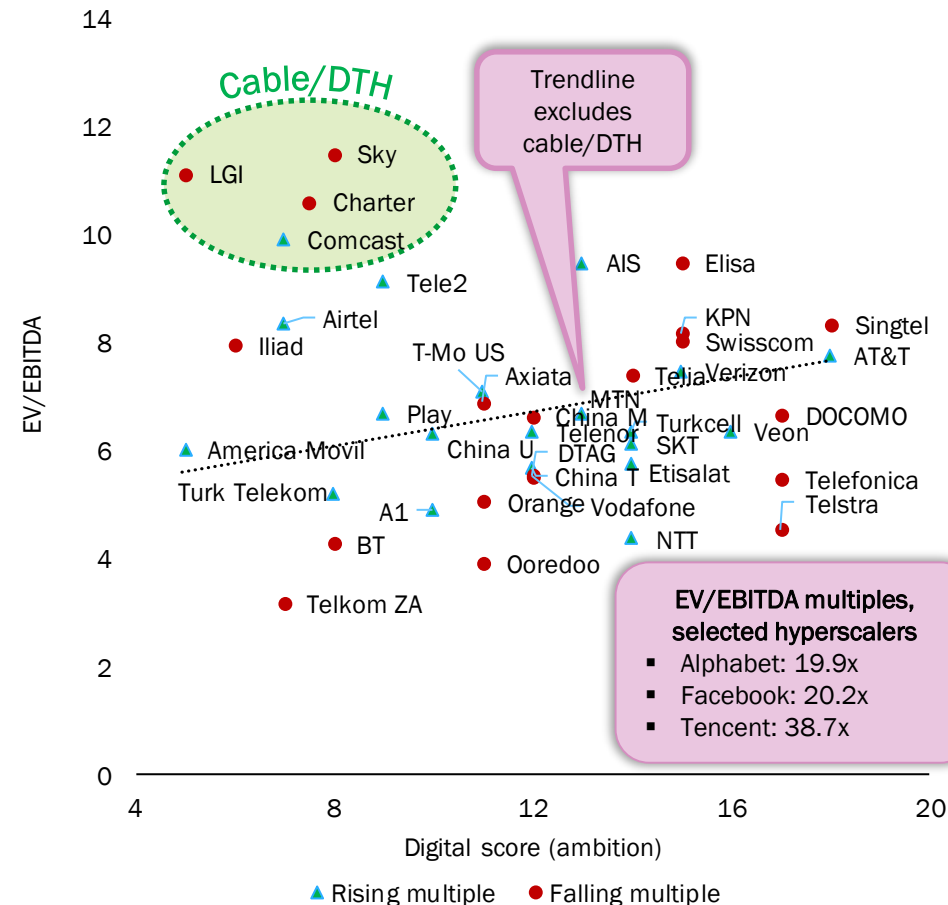 14
Cable/DTH
Trendline
excludes
cable/DTH
12
LGI
Sky
Charter
10
Comcast
AIS
Elisa
Tele2
Airtel
KPN
8
Iliad
Swisscom
Singtel
T-Mo US
Axiata
Telia
Verizon
AT&T
EV/EBITDA
MTN
Play
China M
Turkcell
DOCOMO
6
America Movil
China U
Telenor
SKT
Veon
DTAG
Turk Telekom
China T
Etisalat
Telefonica
A1
Orange
Vodafone
Telstra
4
BT
NTT
Ooredoo
Telkom ZA
EV/EBITDA multiples,
selected hyperscalers
▪ Alphabet: 19.9x
▪ Facebook: 20.2x
▪ Tencent: 38.7x
2
0
4 8 12 16 20
Digital score (ambition)
Rising multiple Falling multiple